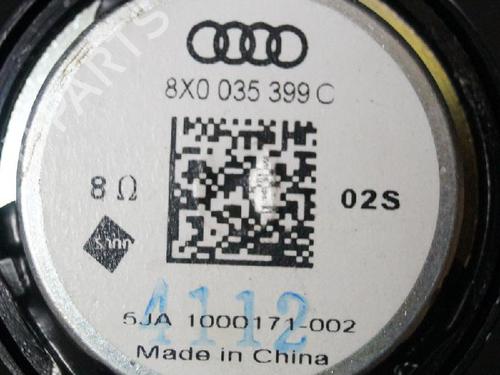 8X0 035 399 C
8 Ω
02S
4112
5JA 1000171-002
Made in China